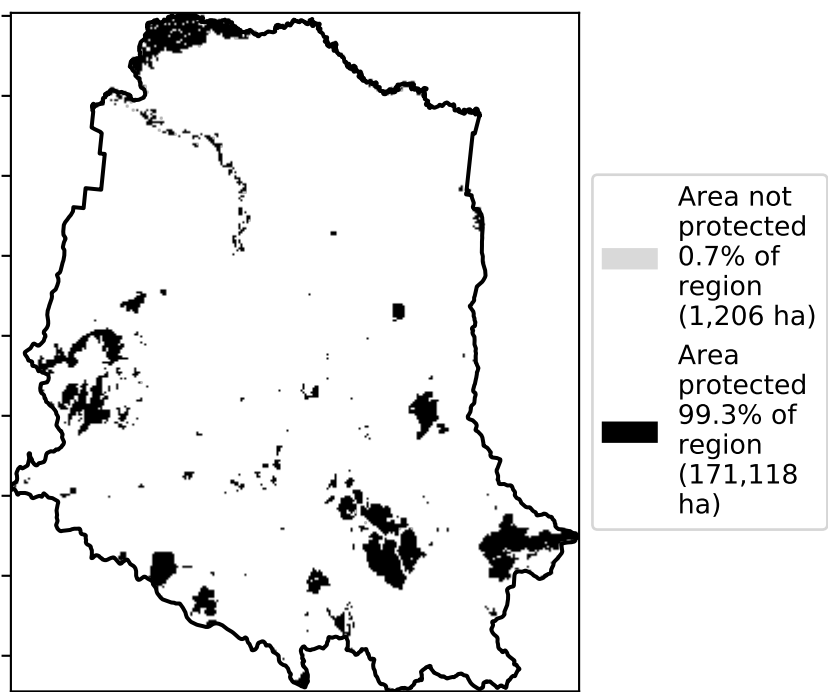 Area not
protected
0.7% of
region
(1,206 ha)
Area
protected
99.3% of
region
(171,118
ha)